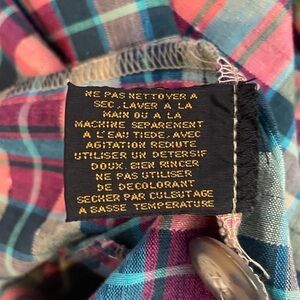 NE PAS NETTOYER A
SEC. LAVER A LA
MAIN OU A LA
MACHINE SEPAREMENT
A L'EAU TIEDE, AVEC
AGITATION REDUITE
UTILISER UN DETERSIF
DOUX. BIEN RINCER
NE PAS UTILISER
DE DECOLORANT
SECHER PAR CULBUTAGE
A BASSE TEMPERATURE